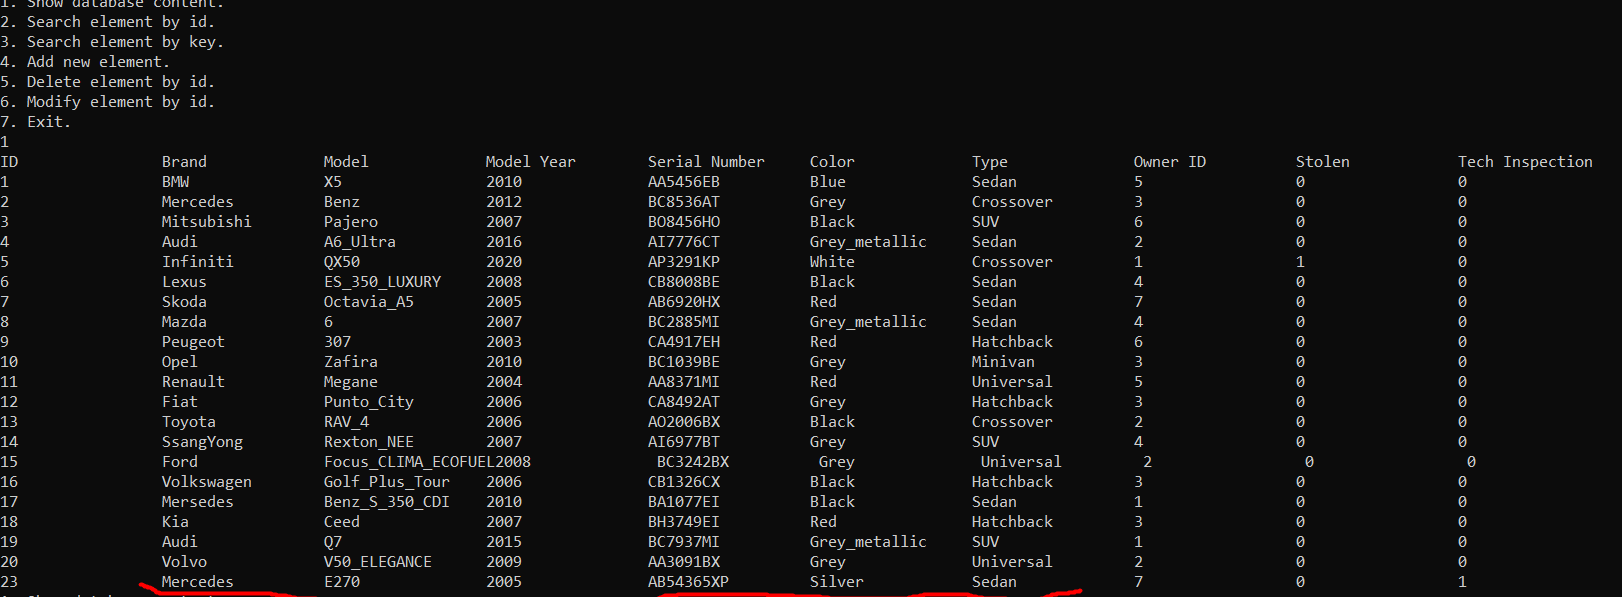 1. Show database content.
2. Search element by id.
3. Search element by key.
4. Add new element.
5. Delete element by id.
6. Modify element by id.
7. Exit.
1
ID Brand Model Model Year Serial Number Color Type Owner ID Stolen Tech Inspection
1 BMW X5 2010 AA5456EB Blue Sedan 5 0 0
2 Mercedes Benz 2012 BC8536AT Grey Crossover 3 0 0
3 Mitsubishi Pajero 2007 BO8456HO Black SUV 6 0 0
4 Audi A6_Ultra 2016 AI7776CT Grey_metallic Sedan 2 0 0
5 Infiniti QX50 2020 AP3291KP White Crossover 1 1 0
6 Lexus ES_350_LUXURY 2008 CB8008BE Black Sedan 4 0 0
7 Skoda Octavia_A5 2005 AB6920HX Red Sedan 7 0 0
8 Mazda 6 2007 BC2885MI Grey_metallic Sedan 4 0 0
9 Peugeot 307 2003 CA4917EH Red Hatchback 6 0 0
10 Opel Zafira 2010 BC1039BE Grey Minivan 3 0 0
11 Renault Megane 2004 AA8371MI Red Universal 5 0 0
12 Fiat Punto_City 2006 CA8492AT Grey Hatchback 3 0 0
13 Toyota RAV_4 2006 AO2006BX Black Crossover 2 0 0
14 SsangYong Rexton_NEE 2007 AI6977BT Grey SUV 4 0 0
15 Ford Focus_CLIMA_ECOFUEL2008 BC3242BX Grey Universal 2 0 0
16 Volkswagen Golf_Plus_Tour 2006 CB1326CX Black Hatchback 3 0 0
17 Mersedes Benz_S_350_CDI 2010 BA1077EI Black Sedan 1 0 0
18 Kia Ceed 2007 BH3749EI Red Hatchback 3 0 0
19 Audi Q7 2015 BC7937MI Grey_metallic SUV 1 0 0
20 Volvo V50_ELEGANCE 2009 AA3091BX Grey Universal 2 0 0
23 Mercedes E270 2005 AB54365XP Silver Sedan 7 0 1